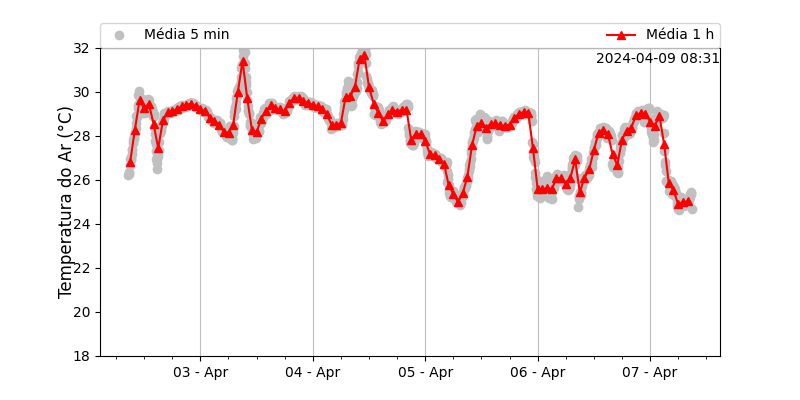 Média 5 min
Média 1 h
2024-04-09 08:31
Temperatura do Ar (°C)
32
30
28
26
24
22
20
18
03 - Apr
04 - Apr
05 - Apr
06 - Apr
07 - Apr